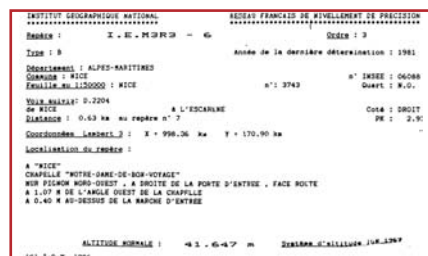 INSTITUT GEOGRAPHIQUE NATIONAL RESEAU FRANCAIS DE NIVELLEMENT DE PRECISION
Repère : I.E.M3R3 - 6 Ordre : 3
Type : B Année de la dernière détermination : 1981
Département : ALPES-MARITIMES
Commune : NICE n° INSEE : 06088
Feuille au 1:50000 : NICE n°: 3743 Quart : N.O.
Voie suivie: D.2204
de NICE à L'ESCARENE Coté : DROIT
Distance : 0.63 km au repère n° 7 PK : 2.97
Coordonnées Lambert 3 : X = 998.36 km Y = 170.90 km
Localisation du repère :
A "NICE"
CHAPELLE "NOTRE-DAME-DE-BON-VOYAGE"
MUR PIGNON NORD-OUEST , A DROITE DE LA PORTE D'ENTREE , FACE ROUTE
A 1.07 M DE L'ANGLE OUEST DE LA CHAPELLE
A 0.40 M AU-DESSUS DE LA MARCHE D'ENTREE
ALTITUDE NORMALE : 41.647 m Système d'altitude IGN 1969